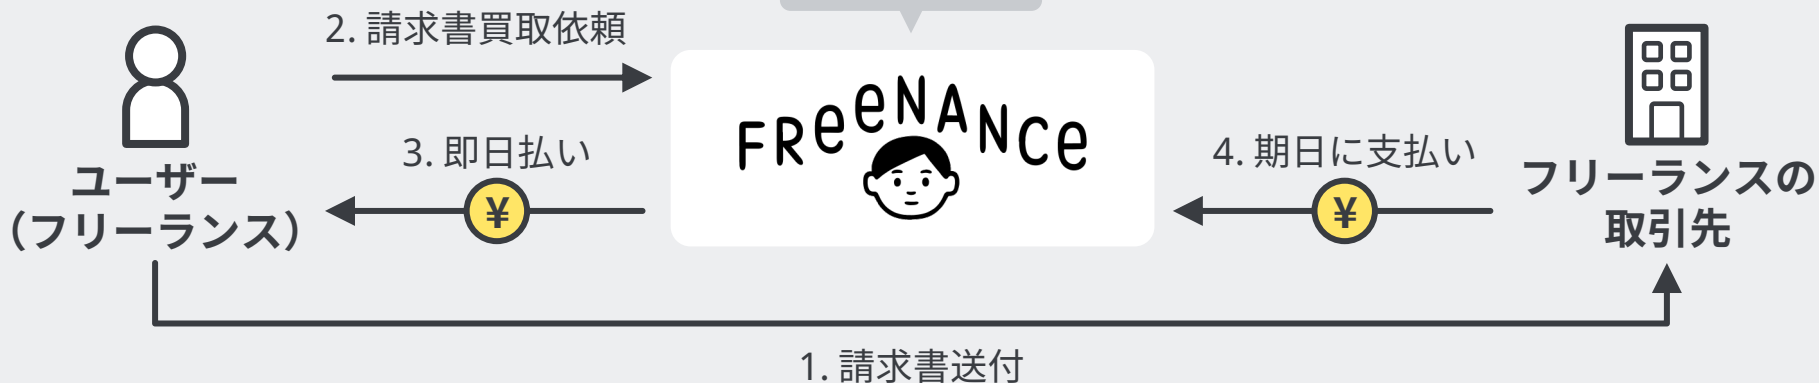 2. 請求書買取依頼
FReeNANce
3. 即日払い
¥
4. 期日に支払い
¥
ユーザー
（フリーランス）
フリーランスの
取引先
1. 請求書送付